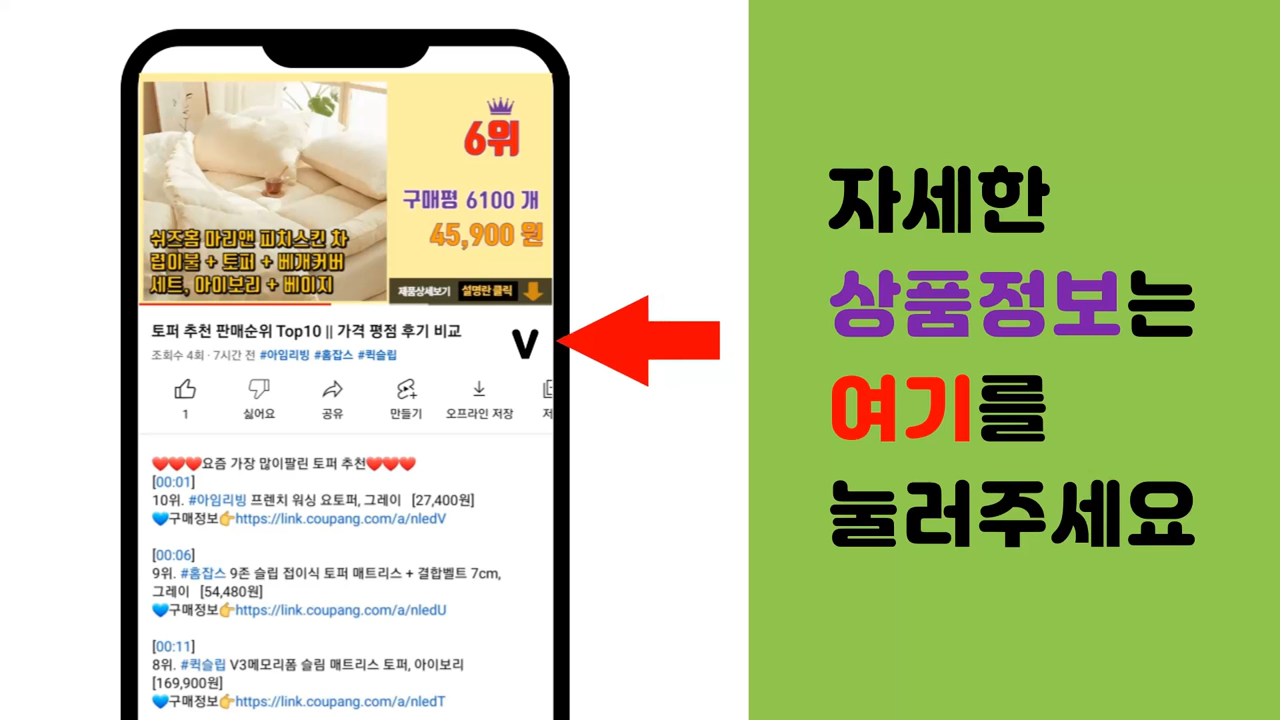 6위
구매평 6100 개
45,900 원
쉬즈홈 마리앤 피치스킨 차
렵이불 + 토퍼 + 베개커버
세트, 아이보리 + 베이지
제품상세보기 설명란 클릭
토퍼 추천 판매순위 Top10 || 가격 평점 후기 비교
V
조회수 4회 · 7시간 전 #아임리빙 #홈잡스 #퀵슬립
1 싫어요 공유 만들기 오프라인 저장 저
❤️❤️❤️요즘 가장 많이팔린 토퍼 추천❤️❤️❤️
[00:01]
10위. #아임리빙 프렌치 워싱 요토퍼, 그레이 [27,400원]
💙구매정보👉https://link.coupang.com/a/nledV
[00:06]
9위. #홈잡스 9존 슬립 접이식 토퍼 매트리스 + 결합벨트 7cm,
그레이 [54,480원]
💙구매정보👉https://link.coupang.com/a/nledU
[00:11]
8위. #퀵슬립 V3메모리폼 슬림 매트리스 토퍼, 아이보리
[169,900원]
💙구매정보👉https://link.coupang.com/a/nledT
자세한
상품정보는
여기를
눌러주세요